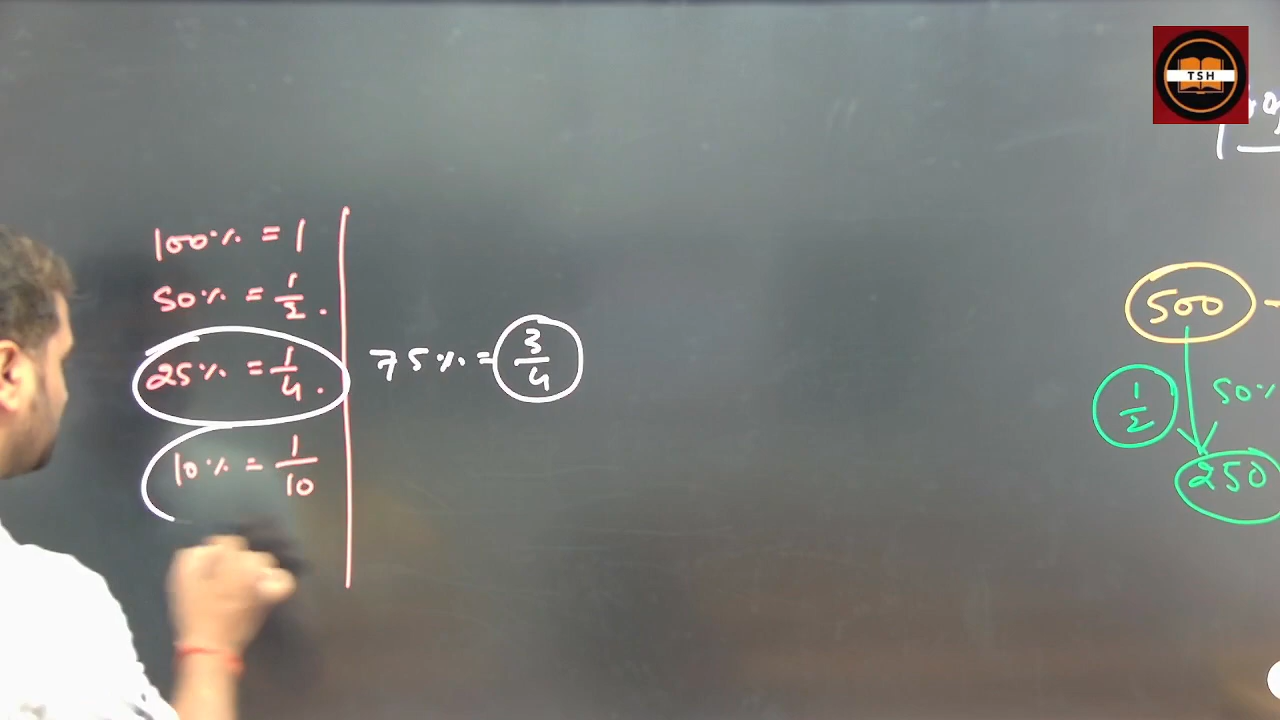 TSH
100% = 1
50% = 1/2.
25% = 1/4.
75% = 3/4
10% = 1/10
500
1/2
50%
250